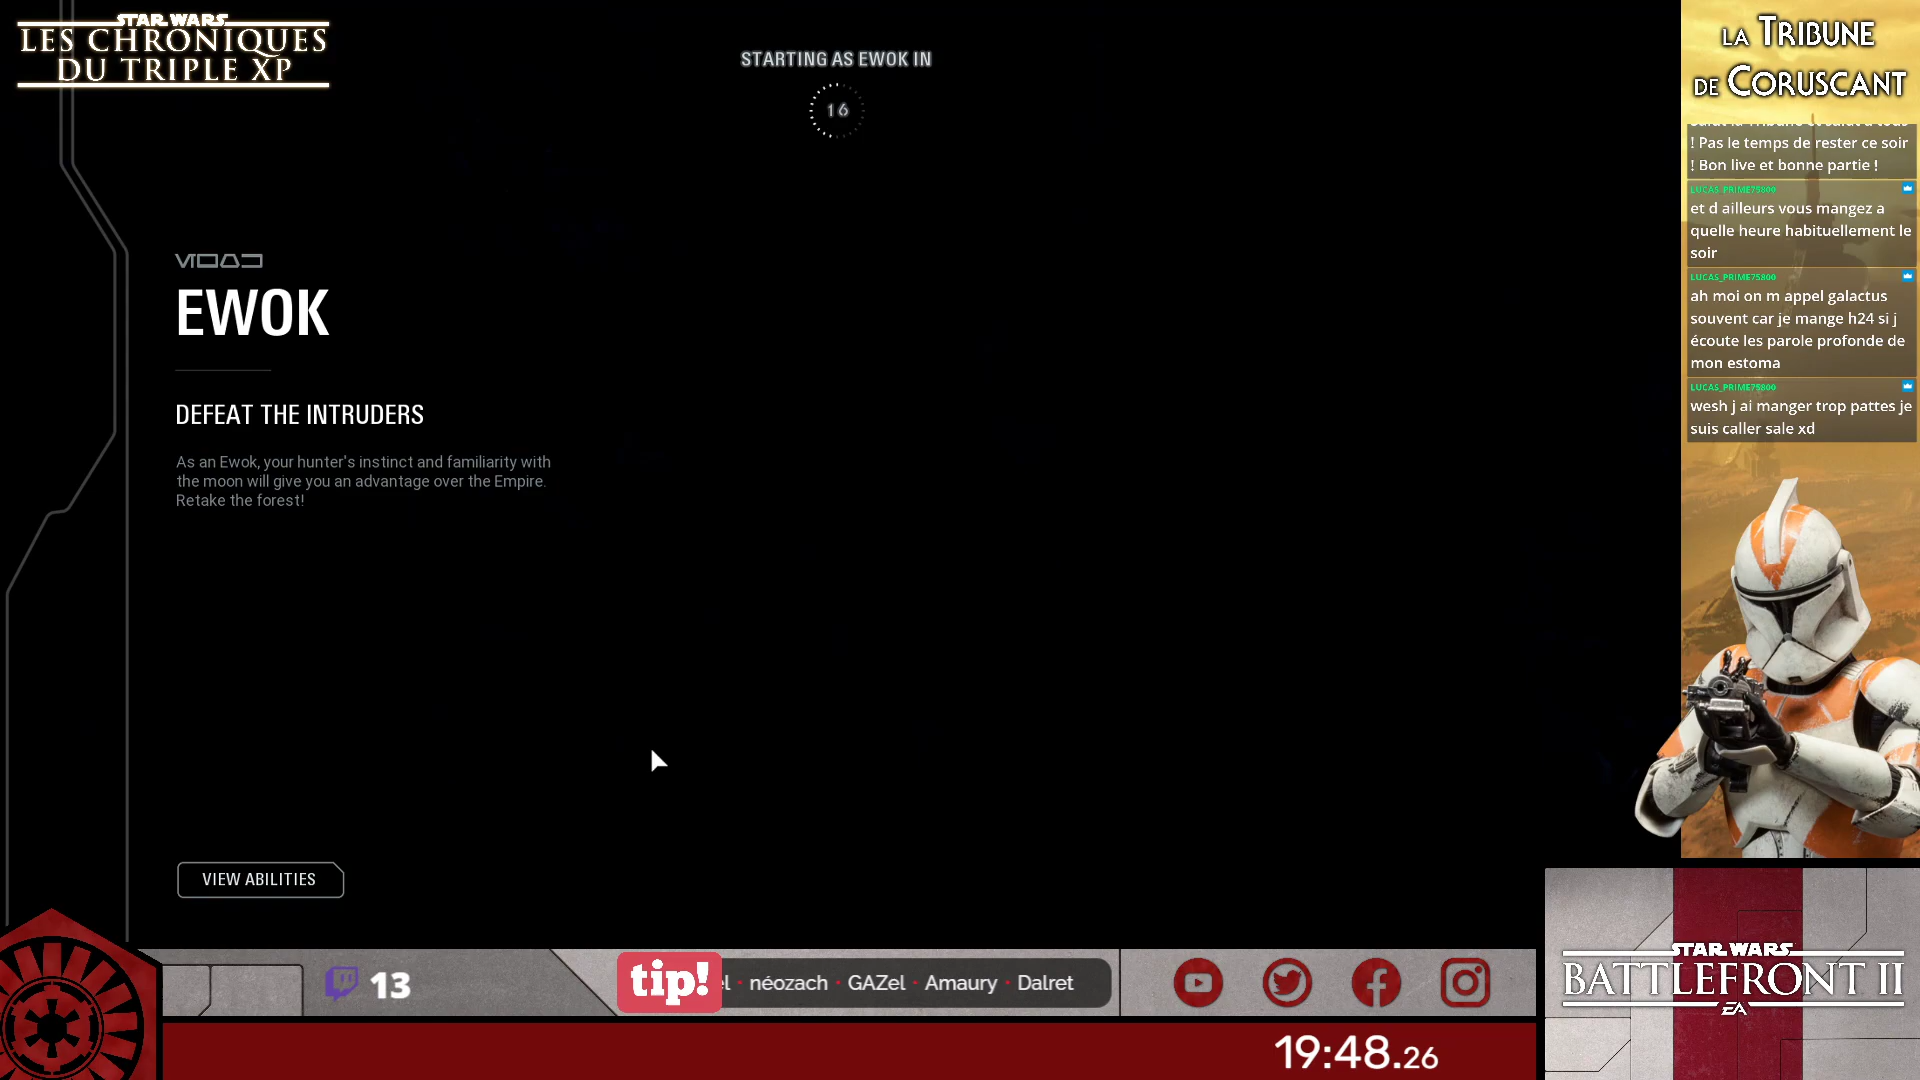 STAR WARS
LES CHRONIQUES
DU TRIPLE XP
STARTING AS EWOK IN
16
EWOK
DEFEAT THE INTRUDERS
As an Ewok, your hunter's instinct and familiarity with
the moon will give you an advantage over the Empire.
Retake the forest!
VIEW ABILITIES
LA TRIBUNE
DE CORUSCANT
! Pas le temps de rester ce soir
! Bon live et bonne partie !
LUCAS_PRIME75800
et d ailleurs vous mangez a
quelle heure habituellement le
soir
LUCAS_PRIME75800
ah moi on m appel galactus
souvent car je mange h24 si j
écoute les parole profonde de
mon estoma
LUCAS_PRIME75800
wesh j ai manger trop pattes je
suis caller sale xd
13
tip!
el · néozach · GAZel · Amaury · Dalret
19:48.26
STAR WARS
BATTLEFRONT II
EA